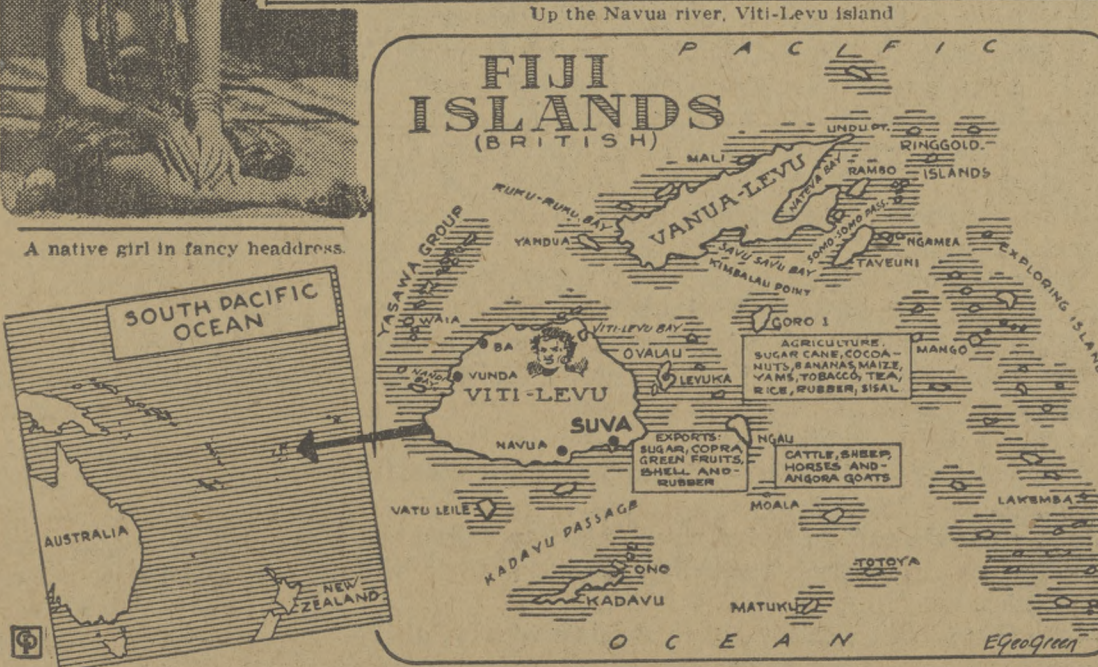 Up the Navua river, Viti-Levu island
A native girl in fancy headdress.
PACIFIC
FIJI
ISLANDS
(BRITISH)
UNDU PT.
RINGGOLD
ISLANDS
MALI
VANUA-LEVU
NATEVA BAY
RAMBO
RUKU-RUKU BAY
YANDUA
SOMO-SOMO PASS.
SAVU SAVU BAY
KIMBALAU POINT
NGAMEA
TAVEUNI
EXPLORING ISLAND
YASAWA GROUP
WAIA
BA
VITI-LEVU BAY
GORO I
OVALAU
NANDI
BAY
VUNDA
LEVUKA
VITI-LEVU
MANGO
AGRICULTURE.
SUGAR CANE, COCOA-
NUTS, BANANAS, MAIZE,
YAMS, TOBACCO, TEA,
RICE, RUBBER, SISAL
SUVA
NAVUA
NGAU
EXPORTS:
SUGAR, COPRA
GREEN FRUITS,
SHELL AND-
RUBBER
CATTLE, SHEEP,
HORSES AND-
ANGORA GOATS
VATU LEILE
MOALA
LAKEMBA
KADAVU PASSAGE
ONO
KADAVU
TOTOYA
MATUKU
OCEAN
EGeoGreen
SOUTH PACIFIC
OCEAN
AUSTRALIA
NEW
ZEALAND